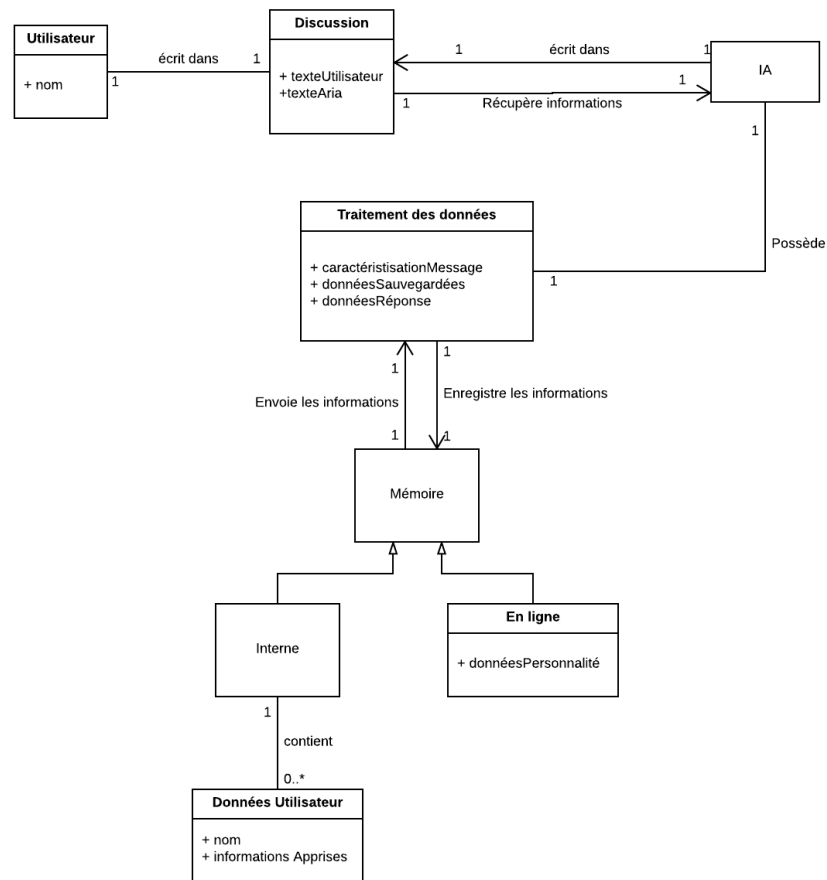 Utilisateur
+ nom
écrit dans
1
1
Discussion
+ texteUtilisateur
+texteAria
1
écrit dans
1
1
Récupère informations
1
IA
1
Possède
1
Traitement des données
+ caractéristisationMessage
+ donnéesSauvegardées
+ donnéesRéponse
1
Envoie les informations
1
1
Enregistre les informations
1
Mémoire
Interne
En ligne
+ donnéesPersonnalité
1
contient
0..*
Données Utilisateur
+ nom
+ informations Apprises